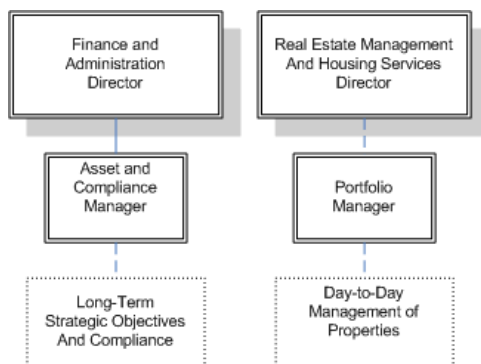 Finance and
Administration
Director
Real Estate Management
And Housing Services
Director
Asset and
Compliance
Manager
Portfolio
Manager
Long-Term
Strategic Objectives
And Compliance
Day-to-Day
Management of
Properties